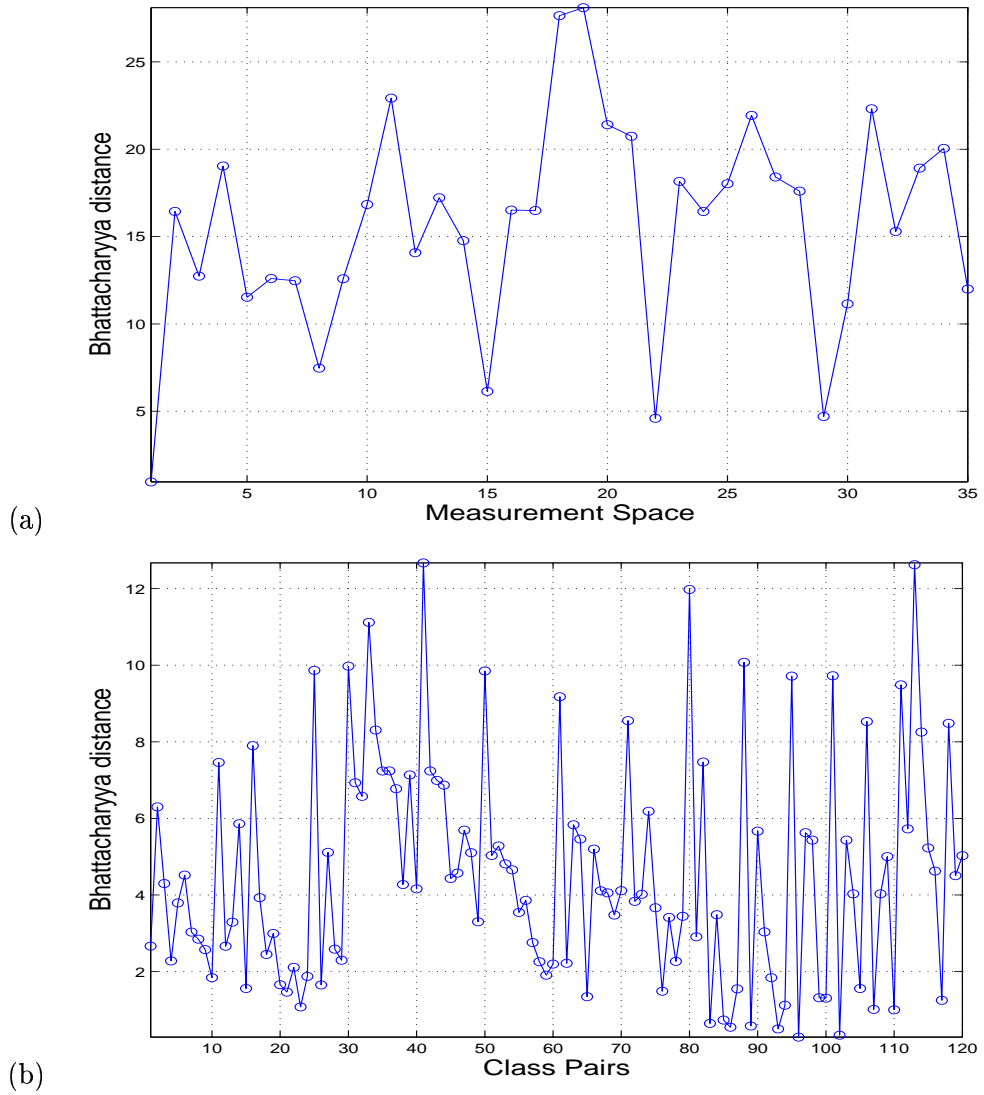 25
20
15
10
5
Bhattacharyya distance
5 10 15 20 25 30 35
Measurement Space
(a)
12
10
8
6
4
2
Bhattacharyya distance
10 20 30 40 50 60 70 80 90 100 110 120
Class Pairs
(b)